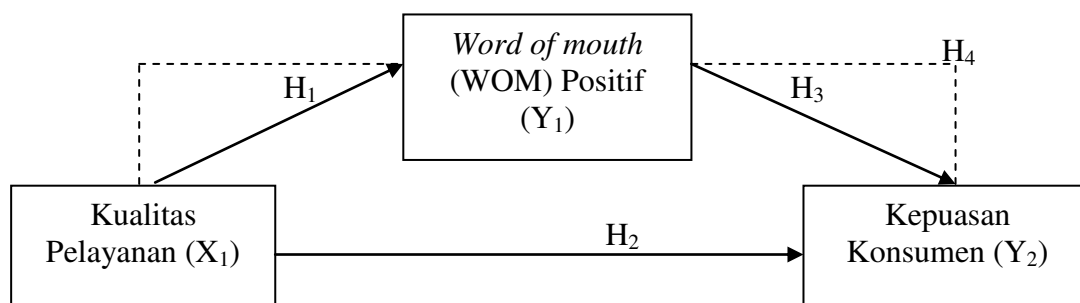 Word of mouth
(WOM) Positif
(Y₁)
H₄
H₁
H₃
Kualitas
Pelayanan (X₁)
H₂
Kepuasan
Konsumen (Y₂)